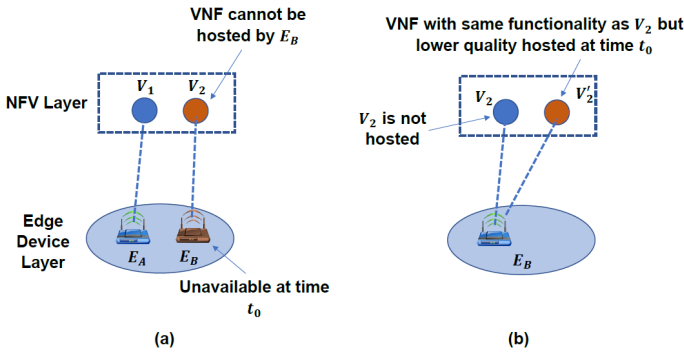 VNF cannot be
hosted by E_B
NFV Layer
V_1
V_2
Edge
Device
Layer
E_A
E_B
Unavailable at time
t_0
(a)
VNF with same functionality as V_2 but
lower quality hosted at time t_0
V_2
V_2'
V_2 is not
hosted
E_B
(b)